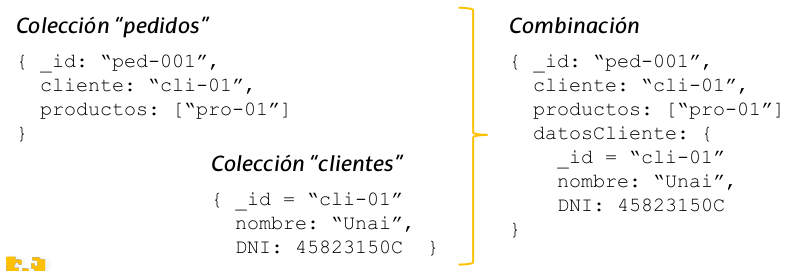 Colección “pedidos”
{ _id: “ped-001”,
cliente: “cli-01”,
productos: [“pro-01”]
}
Colección “clientes”
{ _id = “cli-01”
nombre: “Unai”,
DNI: 45823150C }
Combinación
{ _id: “ped-001”,
cliente: “cli-01”,
productos: [“pro-01”]
datosCliente: {
_id = “cli-01”
nombre: “Unai”,
DNI: 45823150C
}